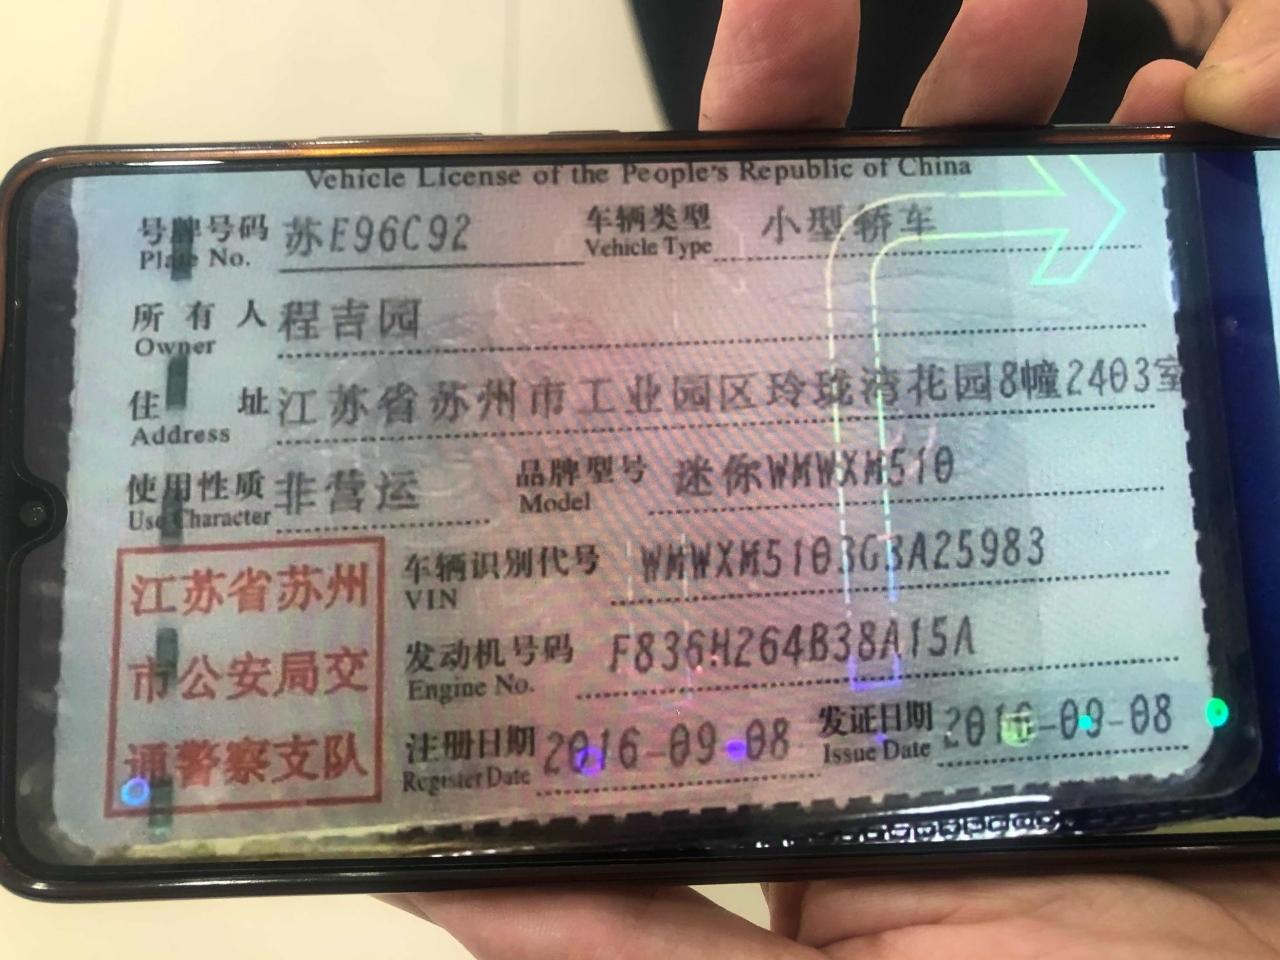 Vehicle License of the People's Republic of China
号牌号码 苏E96C92 车辆类型 小型轿车
Plate No. Vehicle Type
所有人 程吉园
Owner
住址 江苏省苏州市工业园区玲珑湾花园8幢2403室
Address
使用性质 非营运 品牌型号 迷你WMWXM510
Use Character Model
江苏省苏州 车辆识别代号 WMWXM5103G3A25983
VIN
市公安局交 发动机号码 F836H264B38A15A
Engine No.
通警察支队 注册日期 2016-09-08 发证日期 2016-09-08
Register Date Issue Date